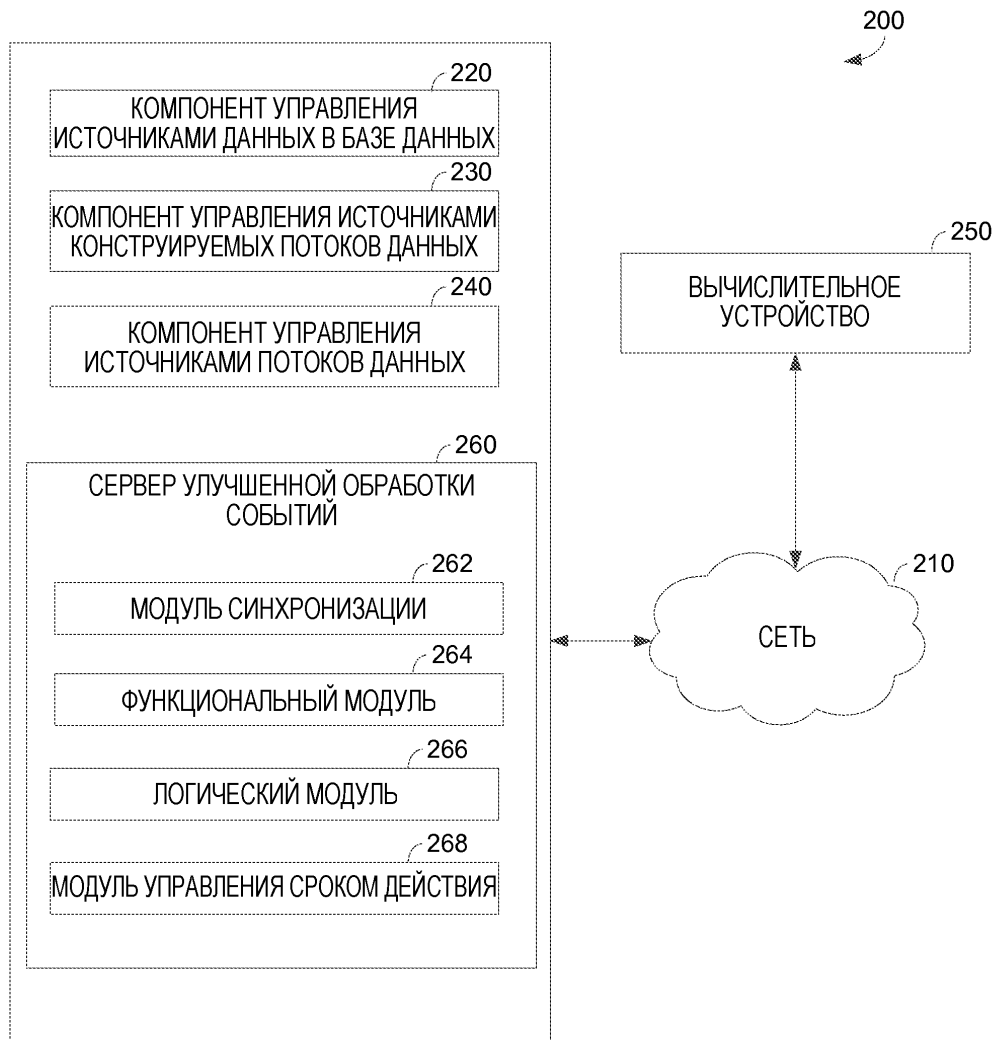 200
220
КОМПОНЕНТ УПРАВЛЕНИЯ
ИСТОЧНИКАМИ ДАННЫХ В БАЗЕ ДАННЫХ
230
КОМПОНЕНТ УПРАВЛЕНИЯ ИСТОЧНИКАМИ
КОНСТРУИРУЕМЫХ ПОТОКОВ ДАННЫХ
240
КОМПОНЕНТ УПРАВЛЕНИЯ
ИСТОЧНИКАМИ ПОТОКОВ ДАННЫХ
250
ВЫЧИСЛИТЕЛЬНОЕ
УСТРОЙСТВО
260
СЕРВЕР УЛУЧШЕННОЙ ОБРАБОТКИ
СОБЫТИЙ
262
МОДУЛЬ СИНХРОНИЗАЦИИ
264
ФУНКЦИОНАЛЬНЫЙ МОДУЛЬ
266
ЛОГИЧЕСКИЙ МОДУЛЬ
268
МОДУЛЬ УПРАВЛЕНИЯ СРОКОМ ДЕЙСТВИЯ
210
СЕТЬ